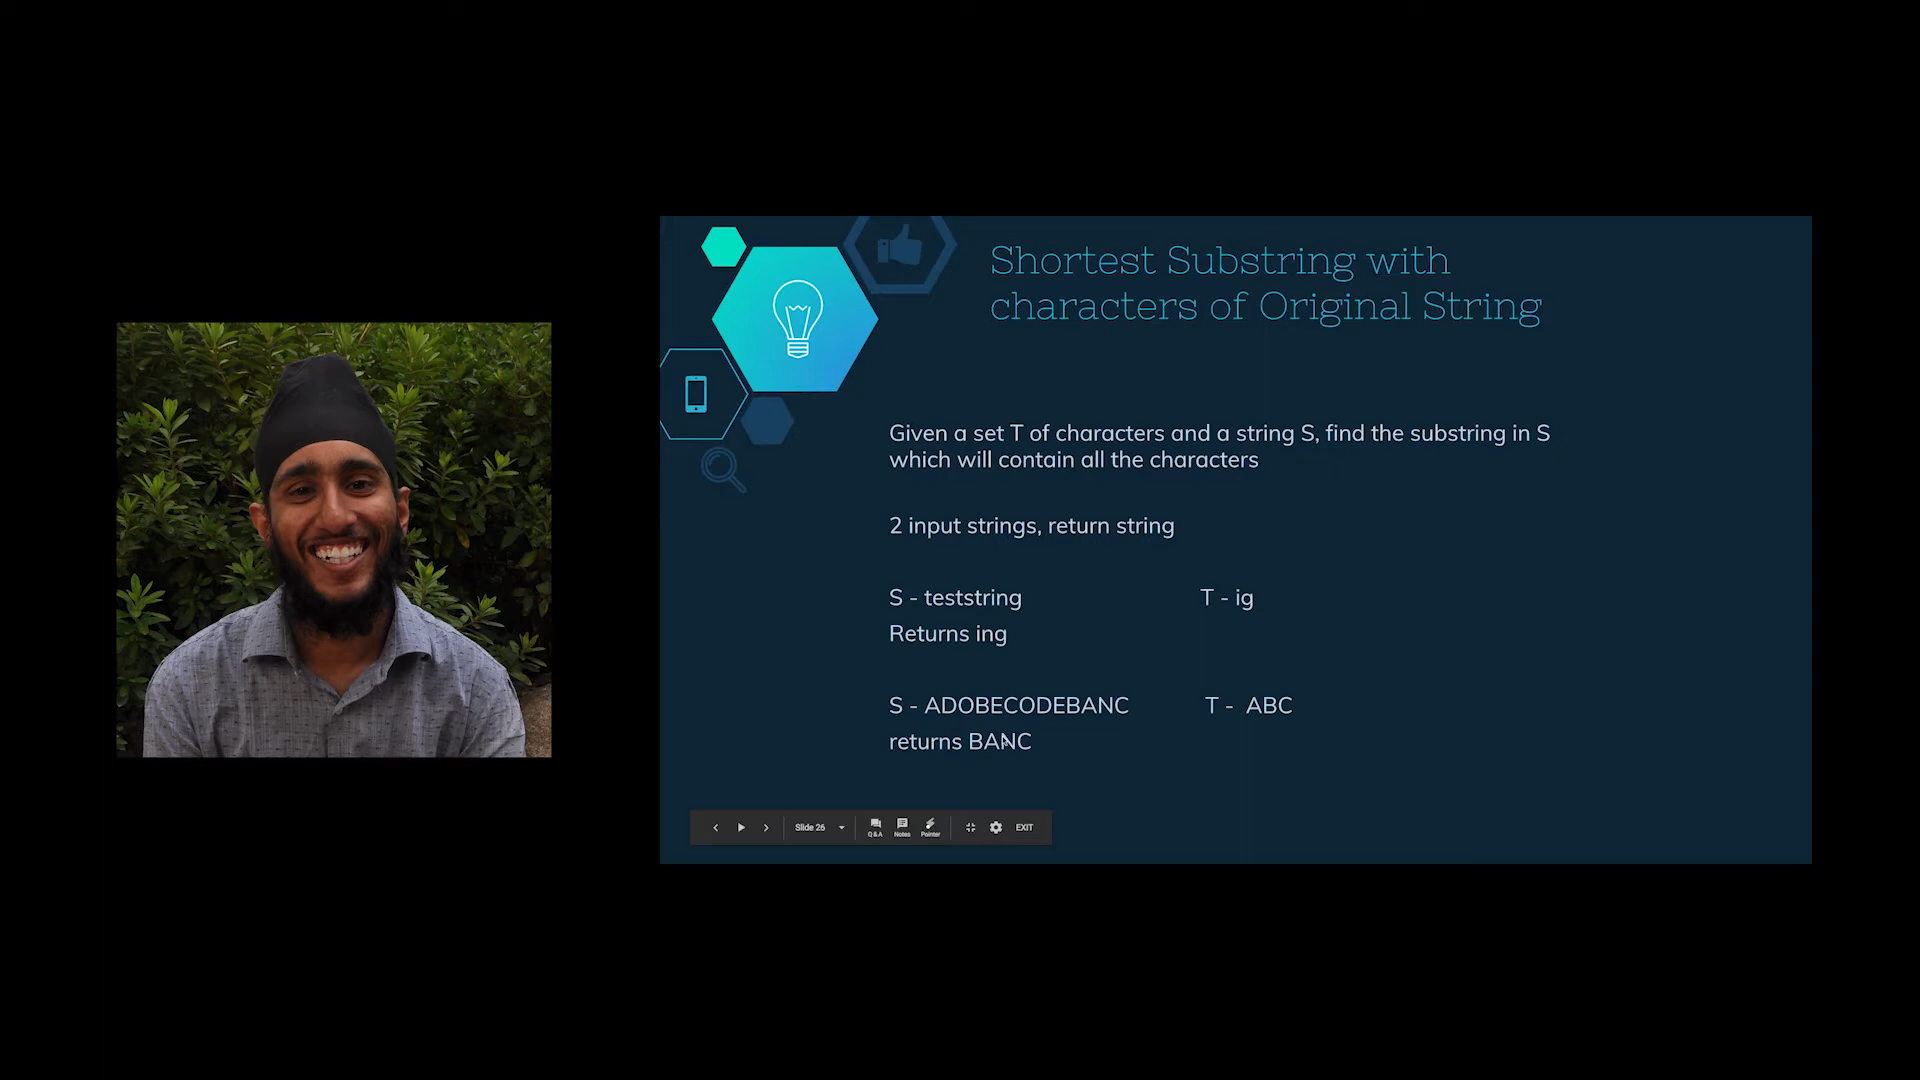 Shortest Substring with
characters of Original String
Given a set T of characters and a string S, find the substring in S
which will contain all the characters
2 input strings, return string
S - teststring T - ig
Returns ing
S - ADOBECODEBANC T - ABC
returns BANC
Slide 26 Q&A Notes Pointer EXIT